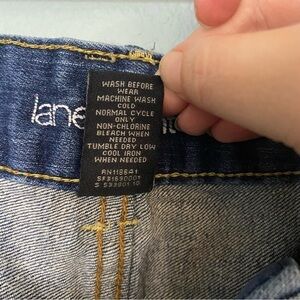 lane
WASH BEFORE
WEAR
MACHINE WASH
COLD
NORMAL CYCLE
ONLY
NON-CHLORINE
BLEACH WHEN
NEEDED
TUMBLE DRY LOW
COOL IRON
WHEN NEEDED
RN118641